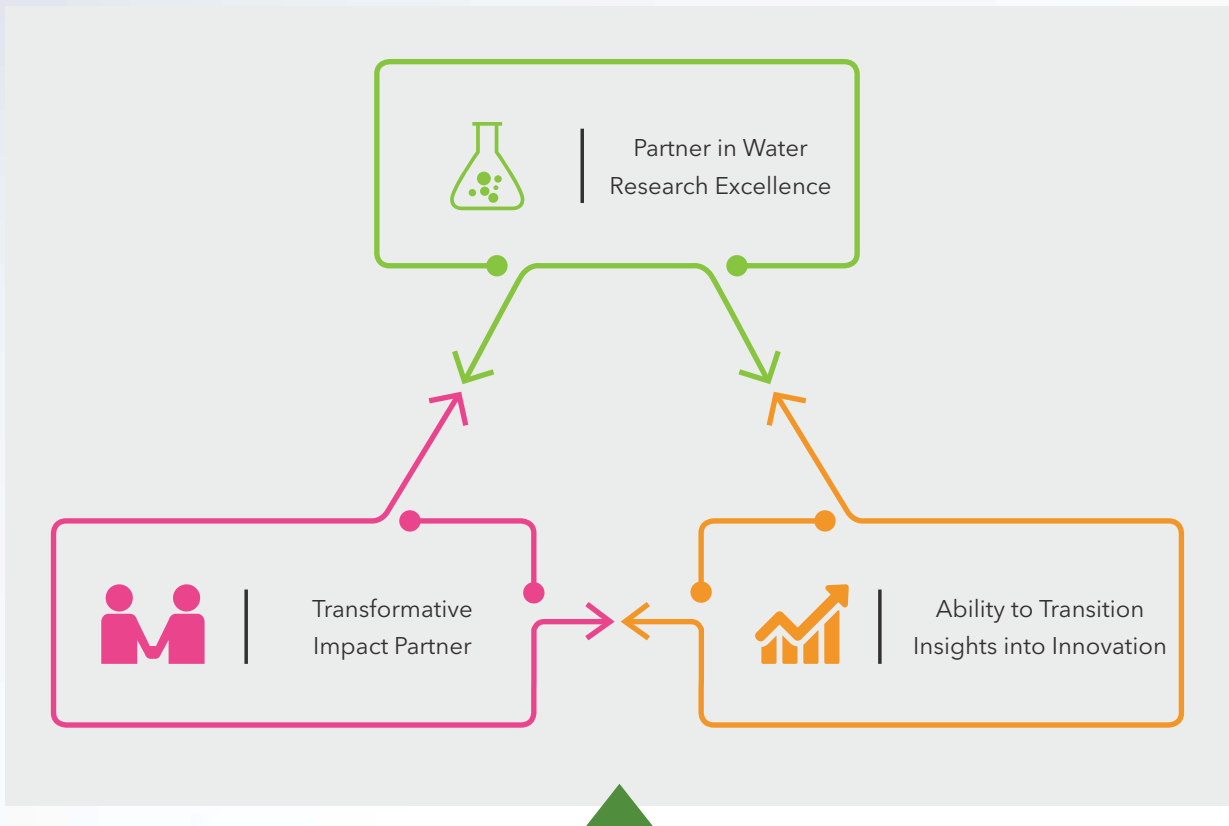 Partner in Water
Research Excellence
Transformative
Impact Partner
Ability to Transition
Insights into Innovation